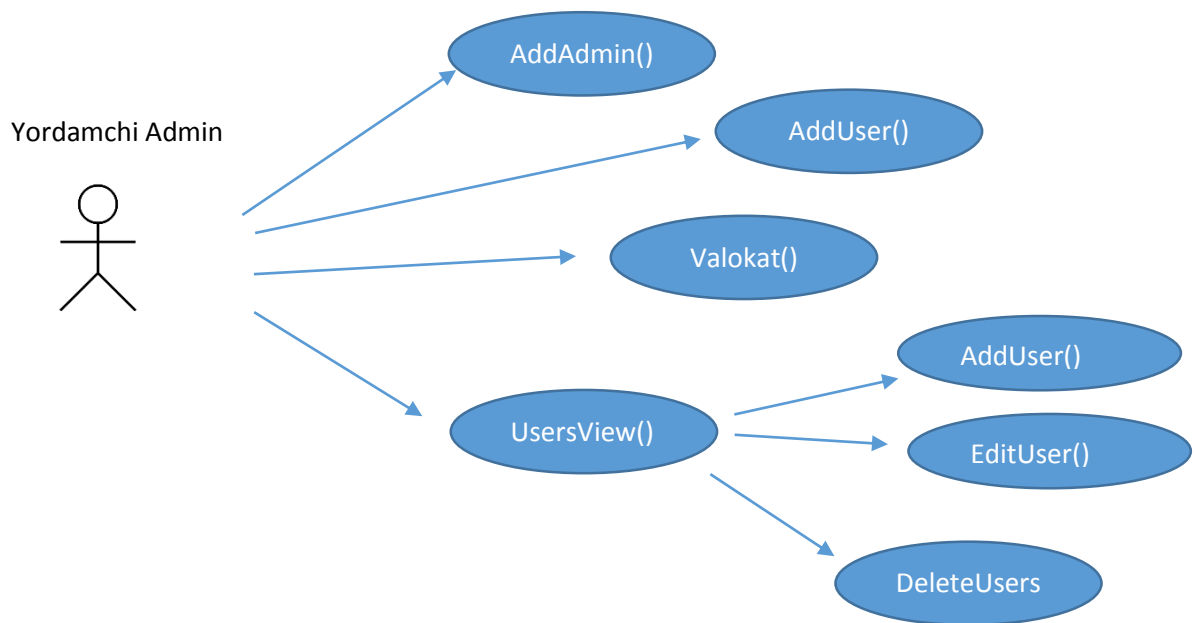 AddAdmin()
Yordamchi Admin
AddUser()
Valokat()
AddUser()
UsersView()
EditUser()
DeleteUsers